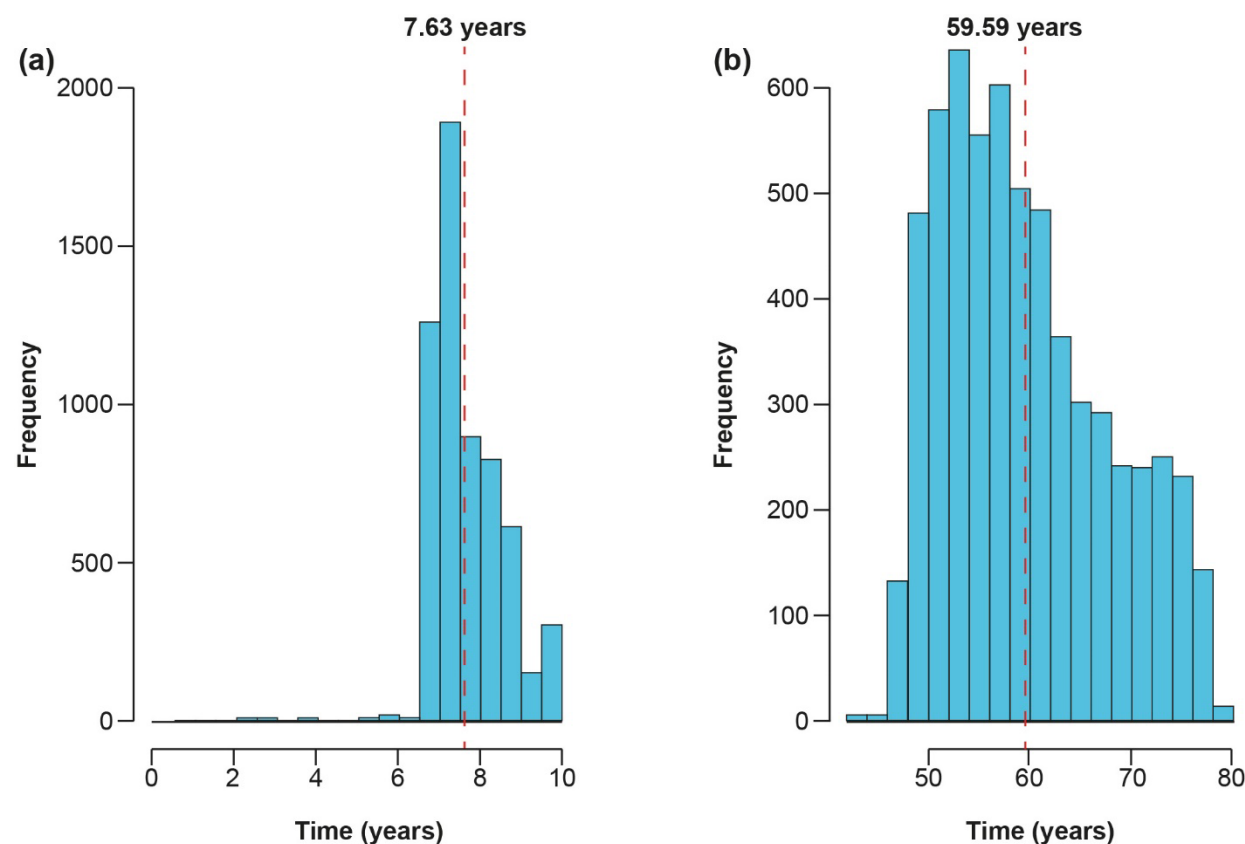 7.63 years
(a)
2000
1500
1000
500
0
Frequency
0 2 4 6 8 10
Time (years)
59.59 years
(b)
600
500
400
300
200
100
0
Frequency
50 60 70 80
Time (years)